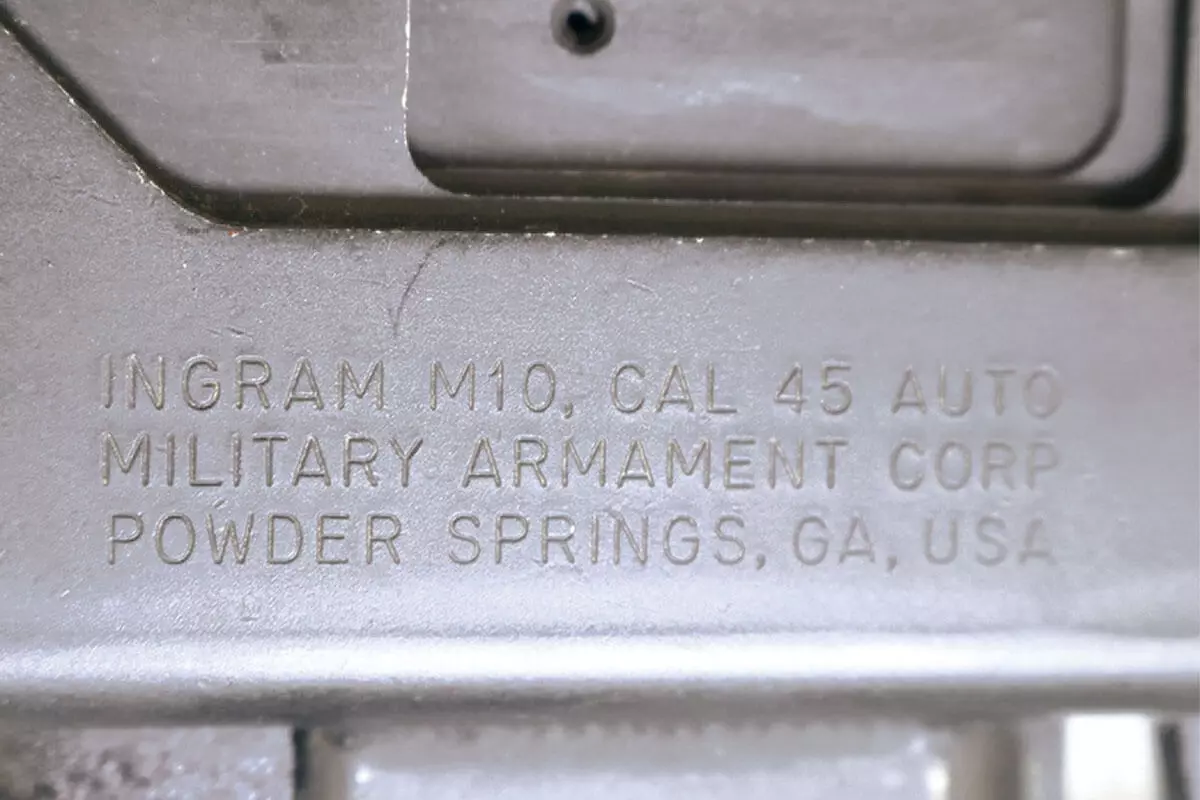 INGRAM M10, CAL 45 AUTO
MILITARY ARMAMENT CORP
POWDER SPRINGS, GA, USA